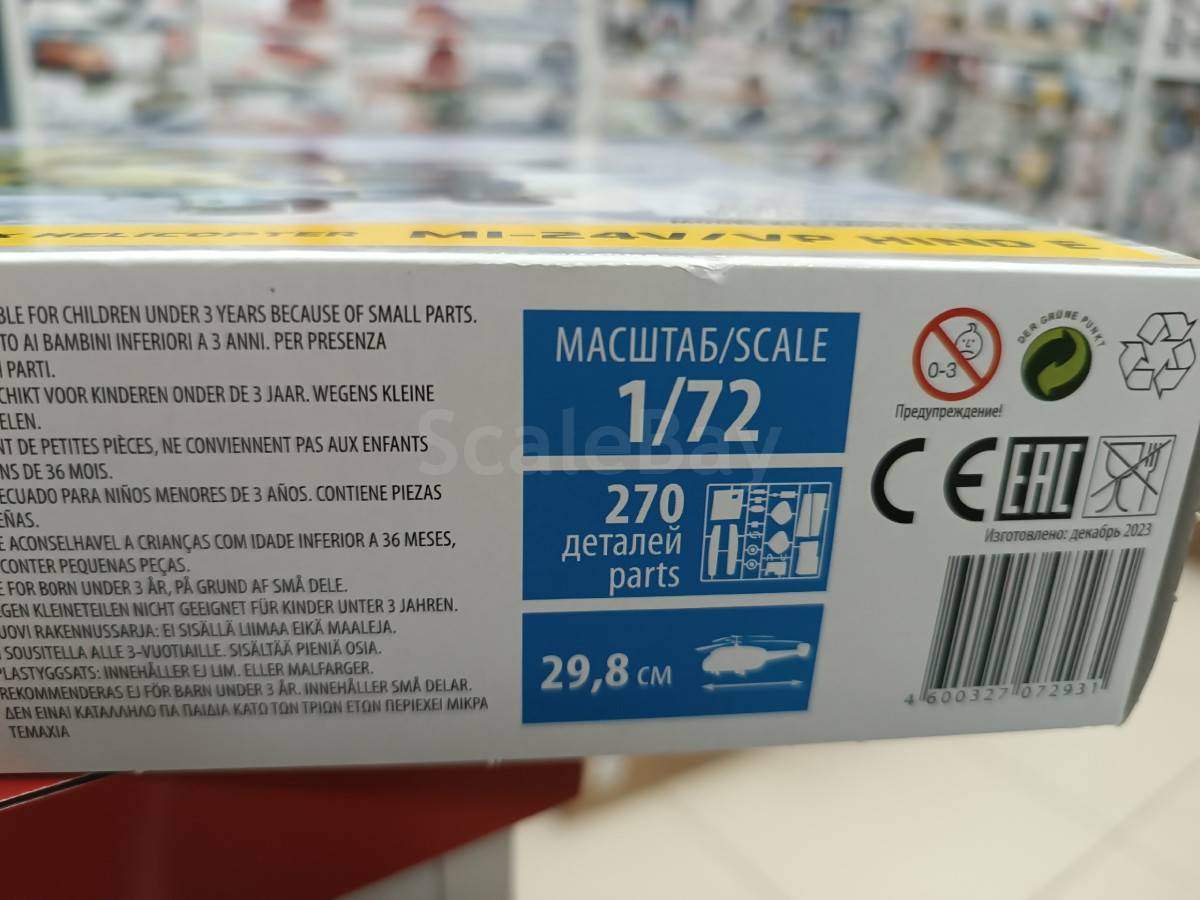 HELICOPTER MI-24V/VP HIND E
BLE FOR CHILDREN UNDER 3 YEARS BECAUSE OF SMALL PARTS.
TO AI BAMBINI INFERIORI A 3 ANNI. PER PRESENZA
I PARTI.
CHIKT VOOR KINDEREN ONDER DE 3 JAAR. WEGENS KLEINE
ELEN.
NT DE PETITES PIÈCES, NE CONVIENNENT PAS AUX ENFANTS
NS DE 36 MOIS.
ECUADO PARA NIÑOS MENORES DE 3 AÑOS. CONTIENE PIEZAS
EÑAS.
E ACONSELHAVEL A CRIANÇAS COM IDADE INFERIOR A 36 MESES,
CONTER PEQUENAS PEÇAS.
E FOR BORN UNDER 3 ÅR, PÅ GRUND AF SMÅ DELE.
EGEN KLEINETEILEN NICHT GEEIGNET FÜR KINDER UNTER 3 JAHREN.
UOVI RAKENNUSSARJA: EI SISÄLLÄ LIIMAA EIKÄ MAALEJA.
I SOUSITELLA ALLE 3-VUOTIAILLE. SISÄLTÄÄ PIENIÄ OSIA.
PLASTYGGSATS: INNEHÅLLER EJ LIM. ELLER MALFARGER.
REKOMMENDERAS EJ FÖR BARN UNDER 3 ÅR. INNEHÅLLER SMÅ DELAR.
ΔΕΝ ΕΙΝΑΙ ΚΑΤΑΛΛΗΛΟ ΓΙΑ ΠΑΙΔΙΑ ΚΑΤΩ ΤΩΝ ΤΡΙΩΝ ΕΤΩΝ ΠΕΡΙΕΧΕΙ ΜΙΚΡΑ
ΤΕΜΑΧΙΑ
МАСШТАБ/SCALE
1/72
270
деталей
parts
29,8 см
0-3
Предупреждение!
DER GRÜNE PUNKT
CE EAC
Изготовлено: декабрь 2023
4 600327 072931
ScaleBay